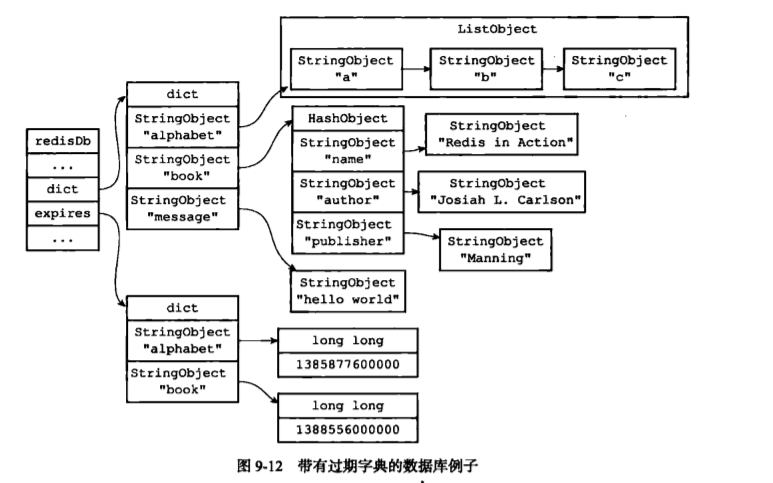 ListObject
StringObject
"a"
StringObject
"b"
StringObject
"c"
redisDb
...
dict
expires
...
dict
StringObject
"alphabet"
StringObject
"book"
StringObject
"message"
HashObject
StringObject
"name"
StringObject
"author"
StringObject
"publisher"
StringObject
"Redis in Action"
StringObject
"Josiah L. Carlson"
StringObject
"Manning"
StringObject
"hello world"
dict
StringObject
"alphabet"
StringObject
"book"
long long
1385877600000
long long
1388556000000
图 9-12 带有过期字典的数据库例子